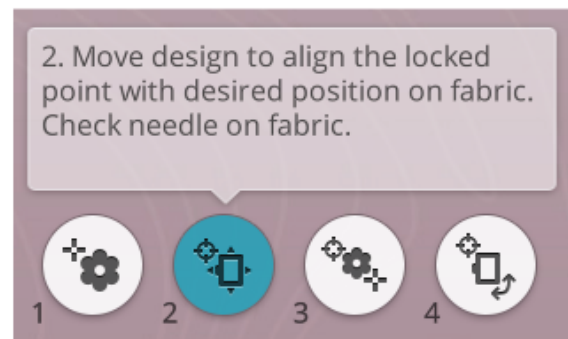 2. Move design to align the locked
point with desired position on fabric.
Check needle on fabric.
1 2 3 4